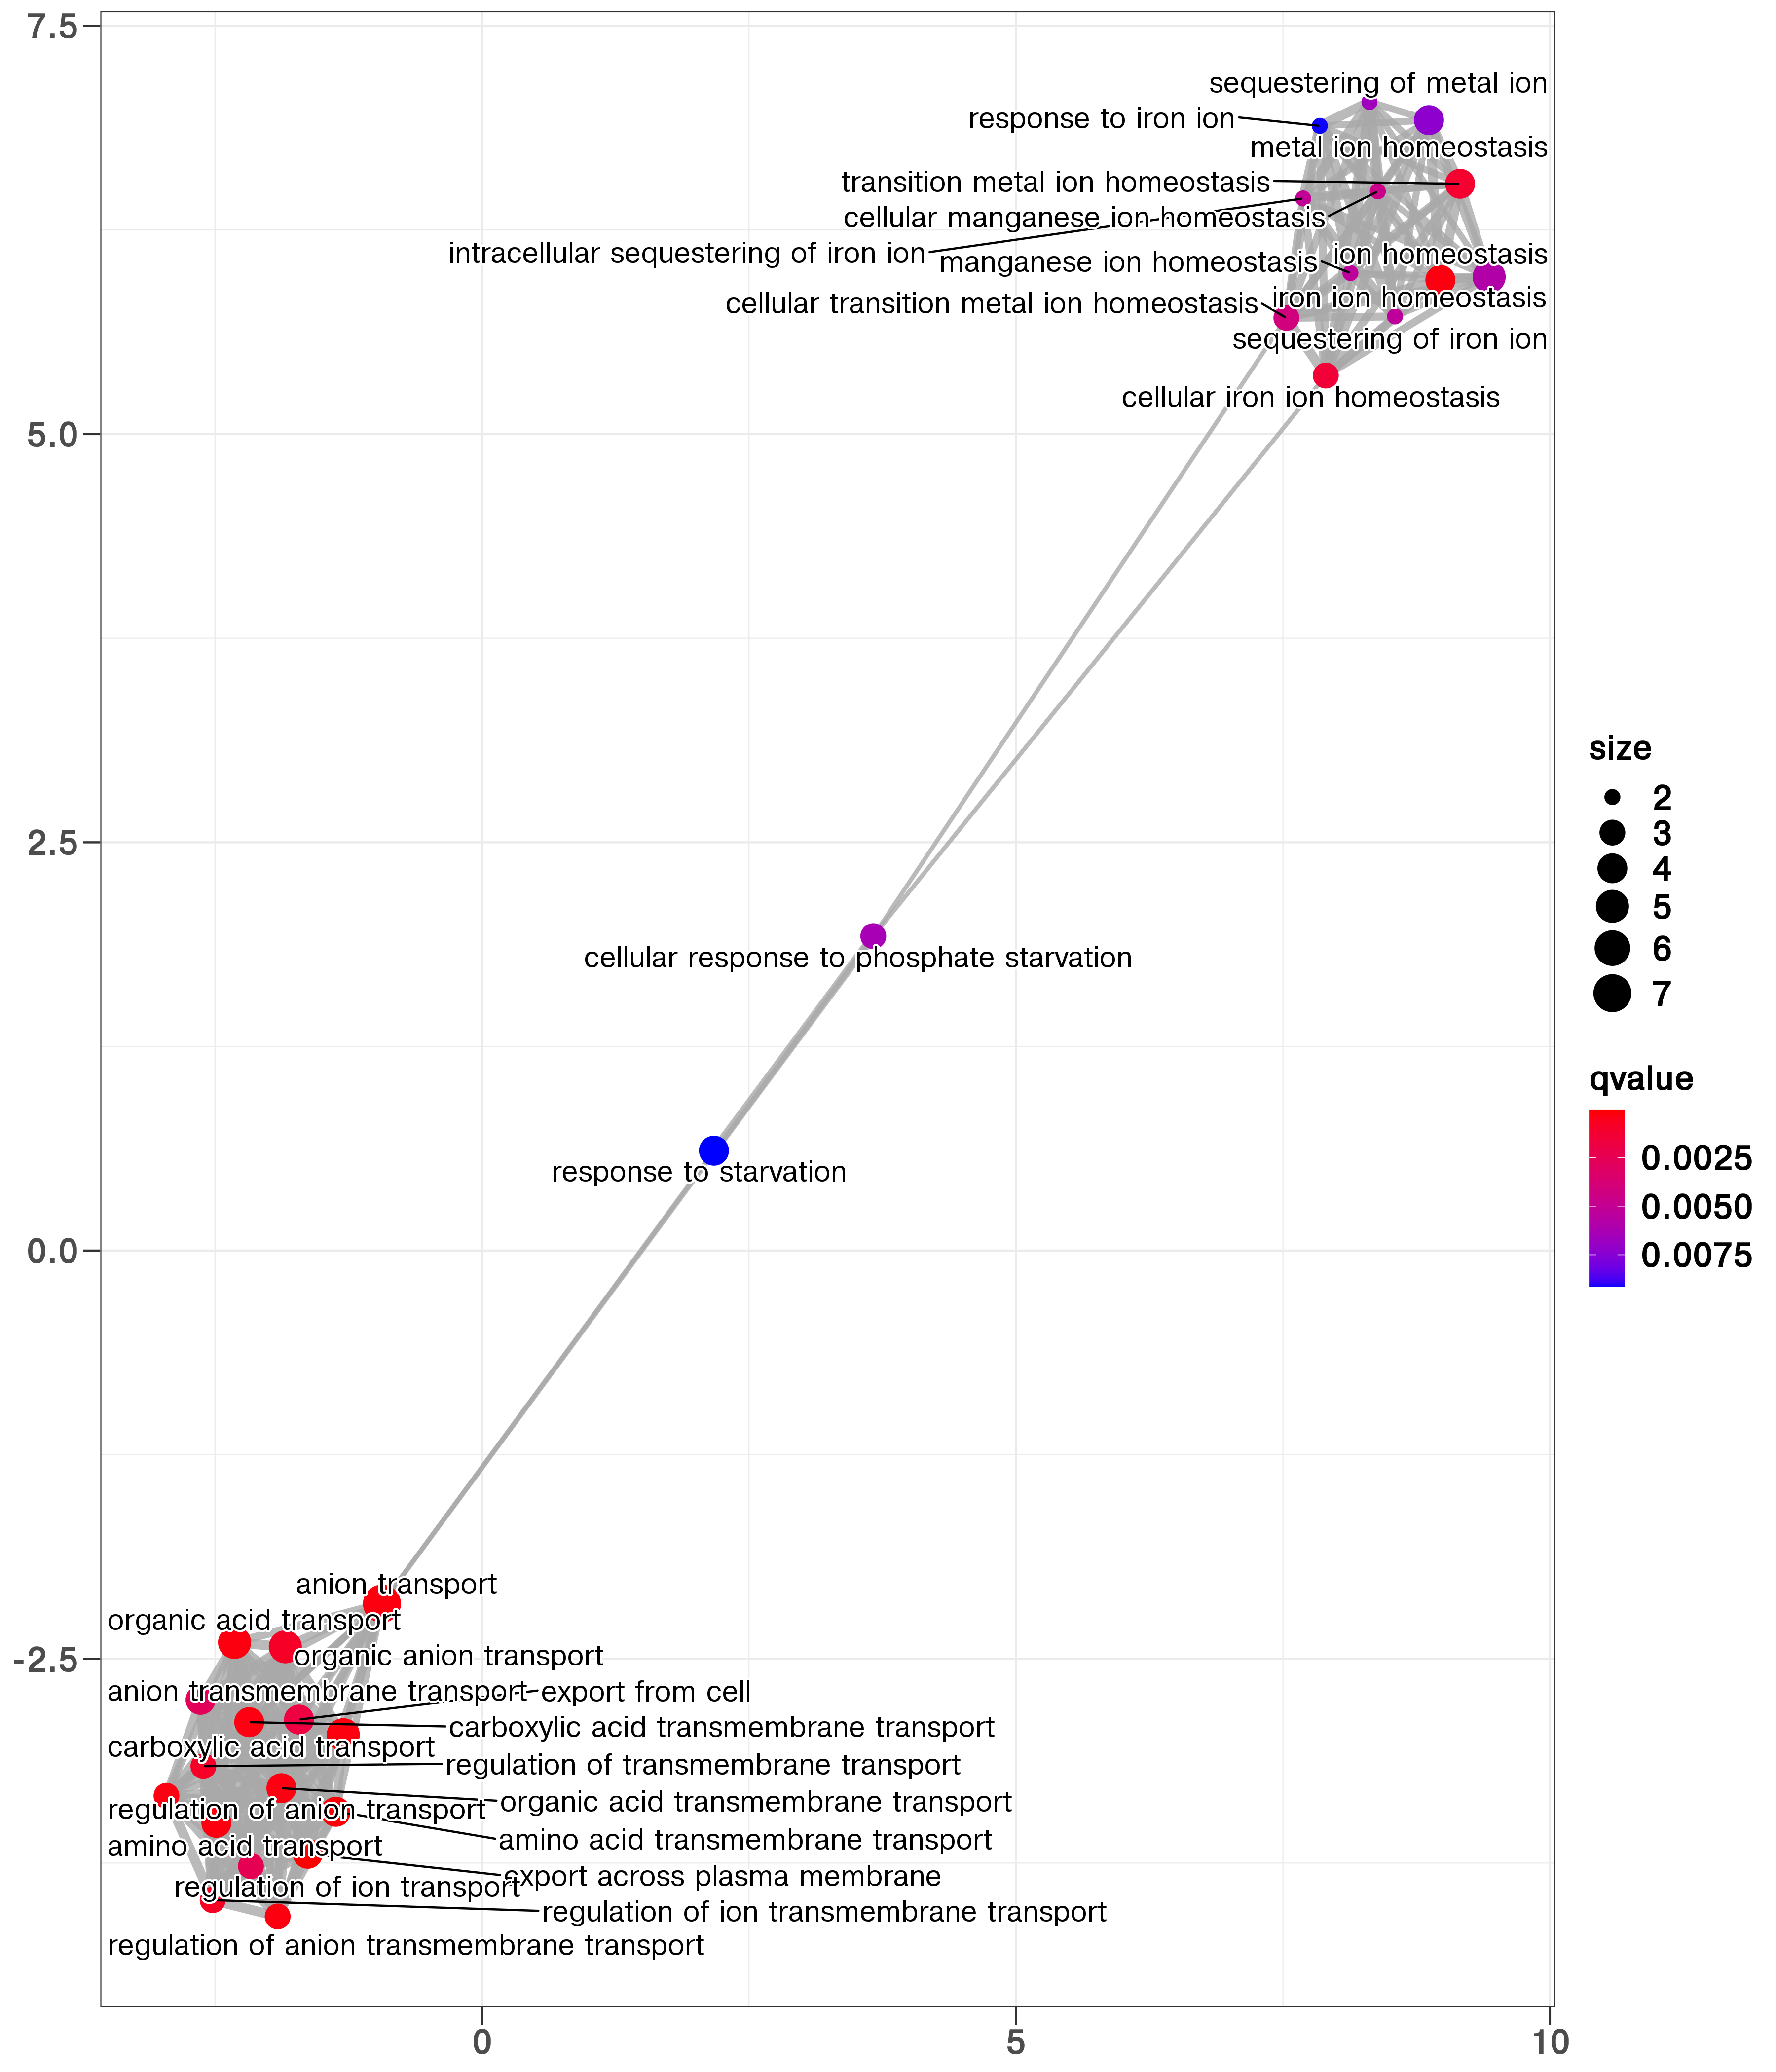 7.5
sequestering of metal ion
response to iron ion
metal ion homeostasis
transition metal ion homeostasis
cellular manganese ion homeostasis
intracellular sequestering of iron ion
ion homeostasis
manganese ion homeostasis
iron ion homeostasis
cellular transition metal ion homeostasis
sequestering of iron ion
cellular iron ion homeostasis
5.0
size
2
3
4
5
6
7
2.5
cellular response to phosphate starvation
qvalue
0.0025
0.0050
0.0075
response to starvation
0.0
anion transport
organic acid transport
organic anion transport
-2.5
anion transmembrane transport
export from cell
carboxylic acid transmembrane transport
carboxylic acid transport
regulation of transmembrane transport
organic acid transmembrane transport
regulation of anion transport
amino acid transmembrane transport
amino acid transport
export across plasma membrane
regulation of ion transport
regulation of ion transmembrane transport
regulation of anion transmembrane transport
0
5
10